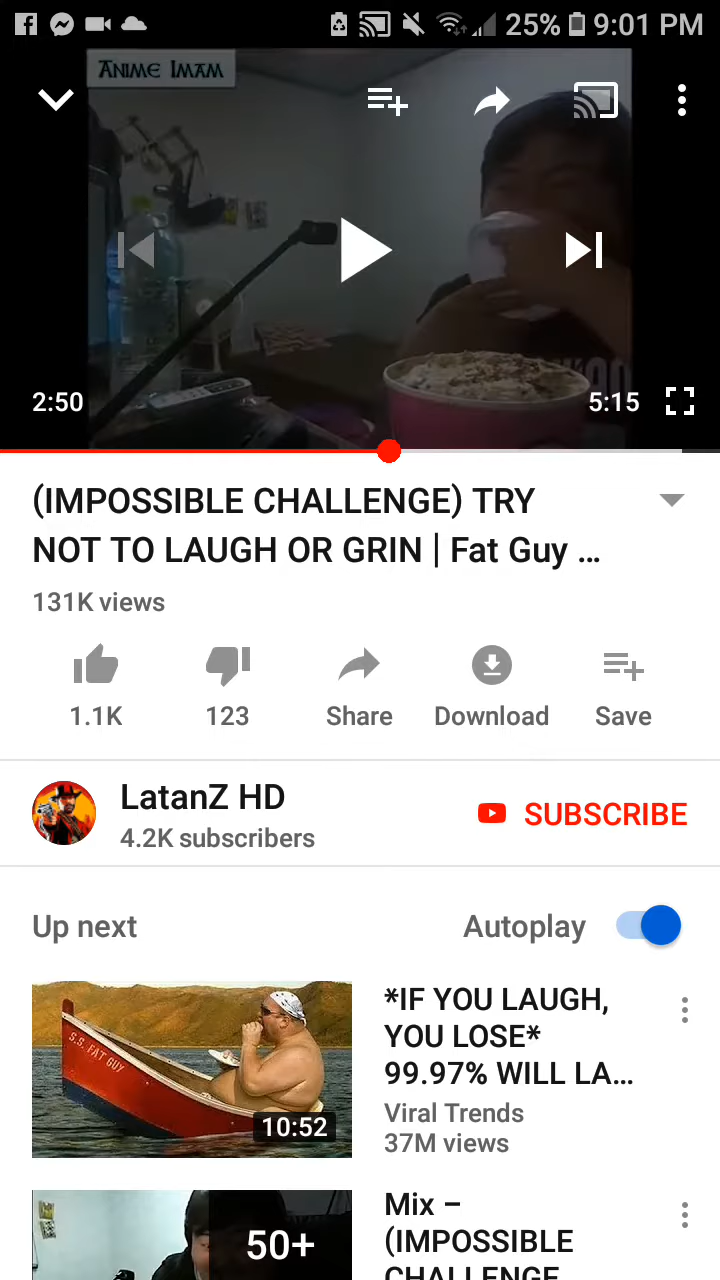 25% 9:01 PM
ANIME IMAM
2:50
5:15
(IMPOSSIBLE CHALLENGE) TRY
NOT TO LAUGH OR GRIN | Fat Guy ...
131K views
1.1K
123
Share
Download
Save
LatanZ HD
4.2K subscribers
SUBSCRIBE
Up next
Autoplay
S.S. FAT GUY
10:52
*IF YOU LAUGH,
YOU LOSE*
99.97% WILL LA...
Viral Trends
37M views
50+
Mix –
(IMPOSSIBLE
CHALLENGE